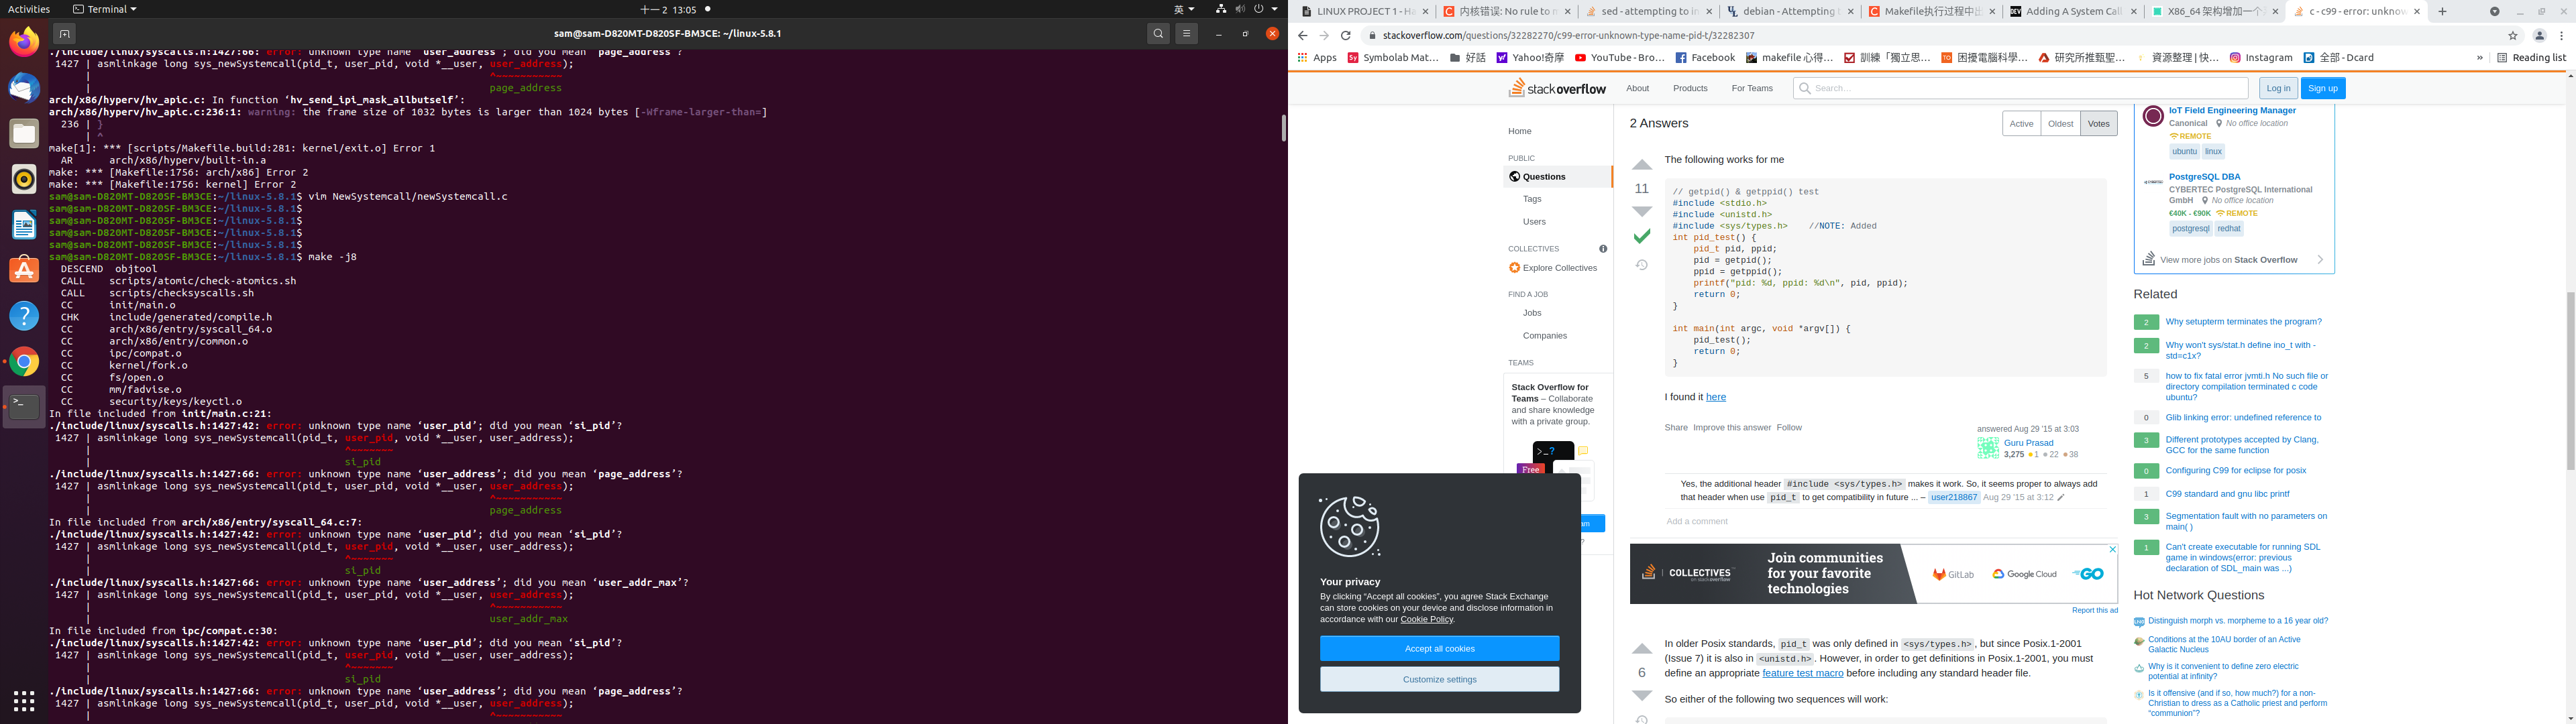 Activities
Terminal
十一 2 13:05
英
sam@sam-D820MT-D820SF-BM3CE: ~/linux-5.8.1
./include/linux/syscalls.h:1427:66: error: unknown type name ‘user_address’; did you mean ‘page_address’?
1427 | asmlinkage long sys_newSystemcall(pid_t, user_pid, void *__user, user_address);
| ^~~~~~~~~~~~
| page_address
arch/x86/hyperv/hv_apic.c: In function ‘hv_send_ipi_mask_allbutself’:
arch/x86/hyperv/hv_apic.c:236:1: warning: the frame size of 1032 bytes is larger than 1024 bytes [-Wframe-larger-than=]
236 | }
| ^
make[1]: *** [scripts/Makefile.build:281: kernel/exit.o] Error 1
AR arch/x86/hyperv/built-in.a
make: *** [Makefile:1756: arch/x86] Error 2
make: *** [Makefile:1756: kernel] Error 2
sam@sam-D820MT-D820SF-BM3CE:~/linux-5.8.1$ vim NewSystemcall/newSystemcall.c
sam@sam-D820MT-D820SF-BM3CE:~/linux-5.8.1$
sam@sam-D820MT-D820SF-BM3CE:~/linux-5.8.1$
sam@sam-D820MT-D820SF-BM3CE:~/linux-5.8.1$
sam@sam-D820MT-D820SF-BM3CE:~/linux-5.8.1$
sam@sam-D820MT-D820SF-BM3CE:~/linux-5.8.1$ make -j8
DESCEND objtool
CALL scripts/atomic/check-atomics.sh
CALL scripts/checksyscalls.sh
CC init/main.o
CHK include/generated/compile.h
CC arch/x86/entry/syscall_64.o
CC arch/x86/entry/common.o
CC ipc/compat.o
CC kernel/fork.o
CC fs/open.o
CC mm/fadvise.o
CC security/keys/keyctl.o
In file included from init/main.c:21:
./include/linux/syscalls.h:1427:42: error: unknown type name ‘user_pid’; did you mean ‘si_pid’?
1427 | asmlinkage long sys_newSystemcall(pid_t, user_pid, void *__user, user_address);
| ^~~~~~~~
| si_pid
./include/linux/syscalls.h:1427:66: error: unknown type name ‘user_address’; did you mean ‘page_address’?
1427 | asmlinkage long sys_newSystemcall(pid_t, user_pid, void *__user, user_address);
| ^~~~~~~~~~~~
| page_address
In file included from arch/x86/entry/syscall_64.c:7:
./include/linux/syscalls.h:1427:42: error: unknown type name ‘user_pid’; did you mean ‘si_pid’?
1427 | asmlinkage long sys_newSystemcall(pid_t, user_pid, void *__user, user_address);
| ^~~~~~~~
| si_pid
./include/linux/syscalls.h:1427:66: error: unknown type name ‘user_address’; did you mean ‘user_addr_max’?
1427 | asmlinkage long sys_newSystemcall(pid_t, user_pid, void *__user, user_address);
| ^~~~~~~~~~~~
| user_addr_max
In file included from ipc/compat.c:30:
./include/linux/syscalls.h:1427:42: error: unknown type name ‘user_pid’; did you mean ‘si_pid’?
1427 | asmlinkage long sys_newSystemcall(pid_t, user_pid, void *__user, user_address);
| ^~~~~~~~
| si_pid
./include/linux/syscalls.h:1427:66: error: unknown type name ‘user_address’; did you mean ‘page_address’?
1427 | asmlinkage long sys_newSystemcall(pid_t, user_pid, void *__user, user_address);
| ^~~~~~~~~~~~
LINUX PROJECT 1 - Ha
内核错误: No rule to m
sed - attempting to in
debian - Attempting t
Makefile执行过程中出
Adding A System Call
X86_64 架构增加一个
c - c99 - error: unknow
stackoverflow.com/questions/32282270/c99-error-unknown-type-name-pid-t/32282307
Apps
Symbolab Mat…
好話
Yahoo!奇摩
YouTube - Bro…
Facebook
makefile 心得…
訓練「獨立思…
困擾電腦科學…
研究所推甄聖…
資源整理 | 快…
Instagram
全部 - Dcard
»
Reading list
stackoverflow
About
Products
For Teams
Search…
Log in
Sign up
Home
PUBLIC
Questions
Tags
Users
COLLECTIVES
Explore Collectives
FIND A JOB
Jobs
Companies
TEAMS
Stack Overflow for
Teams – Collaborate
and share knowledge
with a private group.
Free
Your privacy
By clicking “Accept all cookies”, you agree Stack Exchange
can store cookies on your device and disclose information in
accordance with our Cookie Policy.
Accept all cookies
Customize settings
2 Answers
Active
Oldest
Votes
11
The following works for me
// getpid() & getppid() test
#include <stdio.h>
#include <unistd.h>
#include <sys/types.h> //NOTE: Added
int pid_test() {
pid_t pid, ppid;
pid = getpid();
ppid = getppid();
printf("pid: %d, ppid: %d\n", pid, ppid);
return 0;
}
int main(int argc, void *argv[]) {
pid_test();
return 0;
}
I found it here
Share Improve this answer Follow
answered Aug 29 '15 at 3:03
Guru Prasad
3,275 1 22 38
Yes, the additional header #include <sys/types.h> makes it work. So, it seems proper to always add
that header when use pid_t to get compatibility in future ... – user218867 Aug 29 '15 at 3:12
Add a comment
COLLECTIVES
on stackoverflow
Join communities
for your favorite
technologies
GitLab
Google Cloud
GO
Report this ad
6
In older Posix standards, pid_t was only defined in <sys/types.h>, but since Posix.1-2001
(Issue 7) it is also in <unistd.h>. However, in order to get definitions in Posix.1-2001, you must
define an appropriate feature test macro before including any standard header file.
So either of the following two sequences will work:
IoT Field Engineering Manager
Canonical No office location
REMOTE
ubuntu linux
PostgreSQL DBA
CYBERTEC PostgreSQL International
GmbH No office location
€40K - €90K REMOTE
postgresql redhat
View more jobs on Stack Overflow
Related
2 Why setupterm terminates the program?
2 Why won't sys/stat.h define ino_t with -
std=c1x?
5 how to fix fatal error jvmti.h No such file or
directory compilation terminated c code
ubuntu?
0 Glib linking error: undefined reference to
3 Different prototypes accepted by Clang,
GCC for the same function
0 Configuring C99 for eclipse for posix
1 C99 standard and gnu libc printf
3 Segmentation fault with no parameters on
main( )
1 Can't create executable for running SDL
game in windows(error: previous
declaration of SDL_main was ...)
Hot Network Questions
Distinguish morph vs. morpheme to a 16 year old?
Conditions at the 10AU border of an Active
Galactic Nucleus
Why is it convenient to define zero electric
potential at infinity?
Is it offensive (and if so, how much?) for a non-
Christian to dress as a Catholic priest and perform
“communion”?